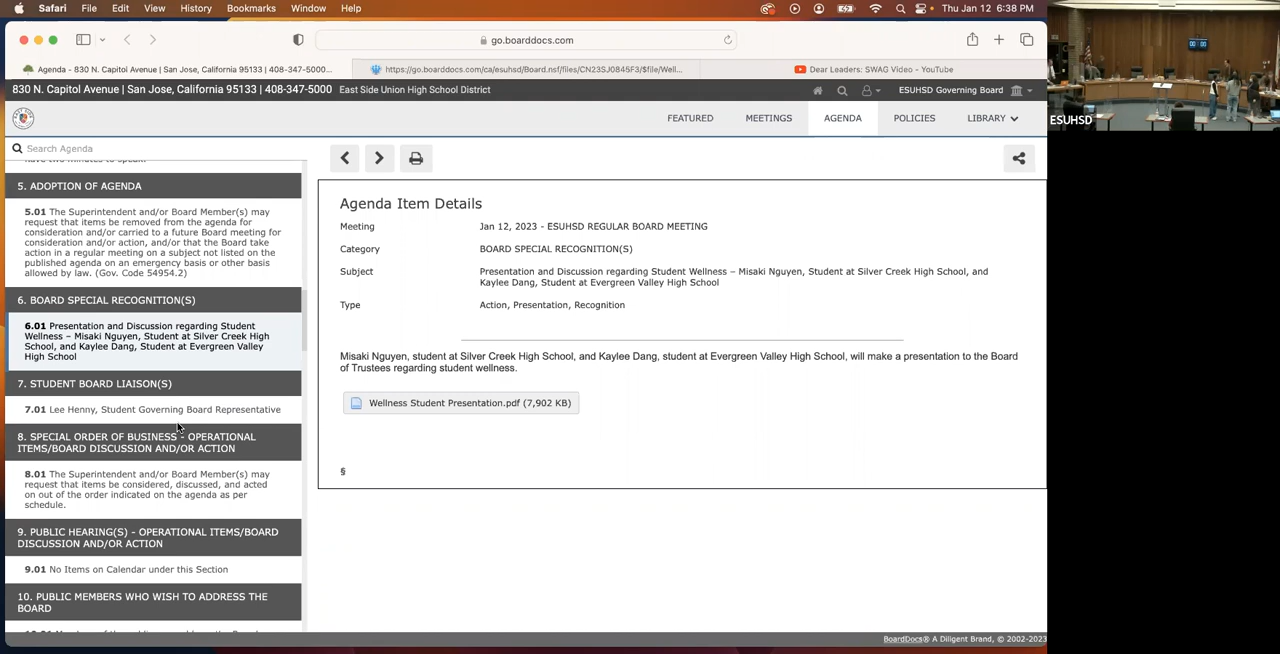 Safari File Edit View History Bookmarks Window Help
Thu Jan 12 6:38 PM
go.boarddocs.com
Agenda - 830 N. Capitol Avenue | San Jose, California 95133 | 408-347-5000...
https://go.boarddocs.com/ca/esuhsd/Board.nsf/files/CN23SJ0845F3/$file/Well...
Dear Leaders: SWAG Video - YouTube
830 N. Capitol Avenue | San Jose, California 95133 | 408-347-5000 East Side Union High School District
ESUHSD Governing Board
FEATURED MEETINGS AGENDA POLICIES LIBRARY
Search Agenda
have two minutes to speak.
5. ADOPTION OF AGENDA
5.01 The Superintendent and/or Board Member(s) may
request that items be removed from the agenda for
consideration and/or carried to a future Board meeting for
consideration and/or action, and/or that the Board take
action in a regular meeting on a subject not listed on the
published agenda on an emergency basis or other basis
allowed by law. (Gov. Code 54954.2)
6. BOARD SPECIAL RECOGNITION(S)
6.01 Presentation and Discussion regarding Student
Wellness – Misaki Nguyen, Student at Silver Creek High
School, and Kaylee Dang, Student at Evergreen Valley
High School
7. STUDENT BOARD LIAISON(S)
7.01 Lee Henny, Student Governing Board Representative
8. SPECIAL ORDER OF BUSINESS - OPERATIONAL
ITEMS/BOARD DISCUSSION AND/OR ACTION
8.01 The Superintendent and/or Board Member(s) may
request that items be considered, discussed, and acted
on out of the order indicated on the agenda as per
schedule.
9. PUBLIC HEARING(S) - OPERATIONAL ITEMS/BOARD
DISCUSSION AND/OR ACTION
9.01 No Items on Calendar under this Section
10. PUBLIC MEMBERS WHO WISH TO ADDRESS THE
BOARD
Agenda Item Details
Meeting Jan 12, 2023 - ESUHSD REGULAR BOARD MEETING
Category BOARD SPECIAL RECOGNITION(S)
Subject Presentation and Discussion regarding Student Wellness – Misaki Nguyen, Student at Silver Creek High School, and
Kaylee Dang, Student at Evergreen Valley High School
Type Action, Presentation, Recognition
Misaki Nguyen, student at Silver Creek High School, and Kaylee Dang, student at Evergreen Valley High School, will make a presentation to the Board
of Trustees regarding student wellness.
Wellness Student Presentation.pdf (7,902 KB)
§
BoardDocs® A Diligent Brand, © 2002-2023
ESUHSD